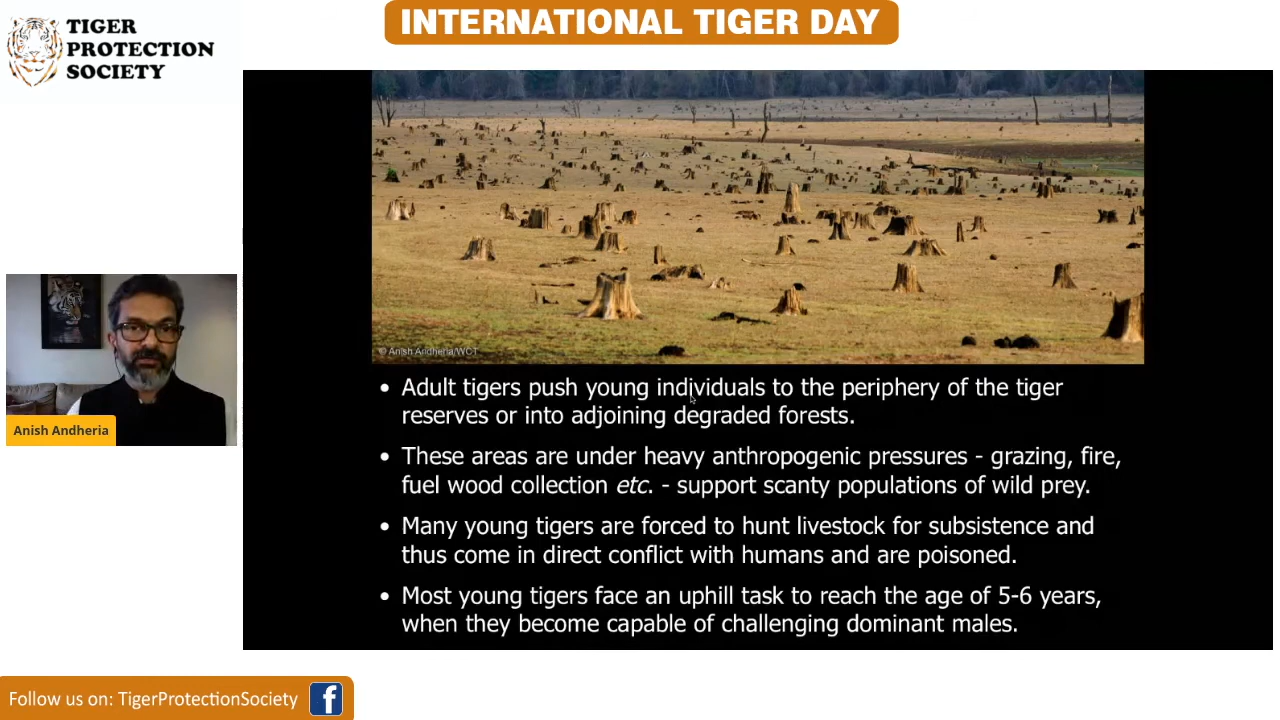 TIGER
PROTECTION
SOCIETY
INTERNATIONAL TIGER DAY
© Anish Andheria/WCT
• Adult tigers push young individuals to the periphery of the tiger
reserves or into adjoining degraded forests.
• These areas are under heavy anthropogenic pressures - grazing, fire,
fuel wood collection etc. - support scanty populations of wild prey.
• Many young tigers are forced to hunt livestock for subsistence and
thus come in direct conflict with humans and are poisoned.
• Most young tigers face an uphill task to reach the age of 5-6 years,
when they become capable of challenging dominant males.
Anish Andheria
Follow us on: TigerProtectionSociety f